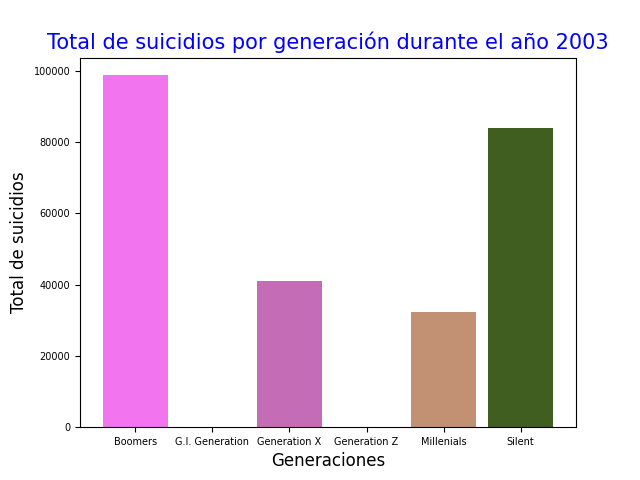 Total de suicidios por generación durante el año 2003
Total de suicidios
100000
80000
60000
40000
20000
0
Boomers G.I. Generation Generation X Generation Z Millenials Silent
Generaciones